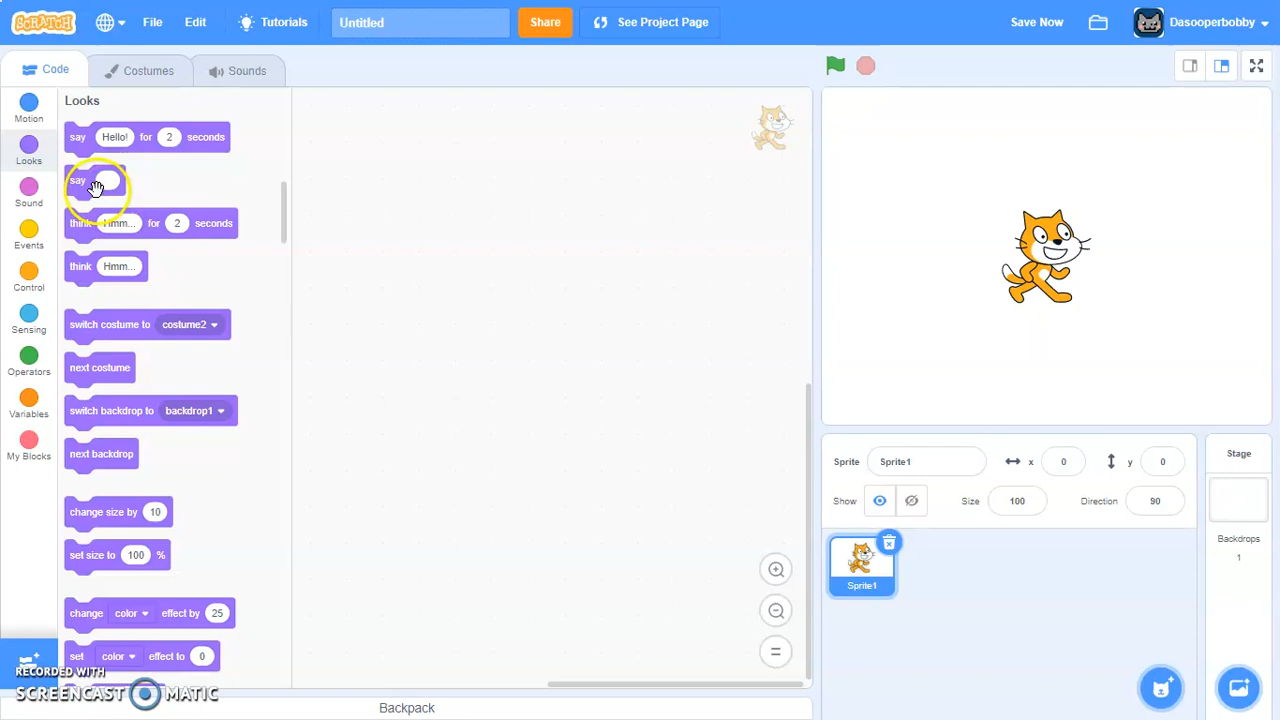 SCRATCH File Edit Tutorials Untitled Share See Project Page Save Now Dasooperbobby
Code Costumes Sounds
Motion
Looks
Sound
Events
Control
Sensing
Operators
Variables
My Blocks
Looks
say Hello! for 2 seconds
say
think Hmm... for 2 seconds
think Hmm...
switch costume to costume2
next costume
switch backdrop to backdrop1
next backdrop
change size by 10
set size to 100 %
change color effect by 25
set color effect to 0
Sprite Sprite1 x 0 y 0
Show Size 100 Direction 90
Sprite1
Stage
Backdrops
1
RECORDED WITH
SCREENCAST MATIC
Backpack